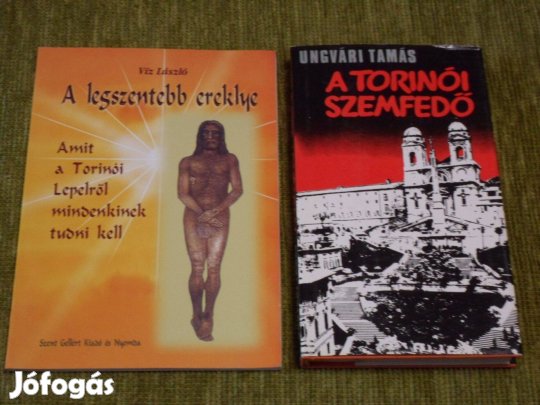 Víz László
A legszentebb ereklye
Amit
a Torinói
Lepelről
mindenkinek
tudni kell
Szent Gellért Kiadó és Nyomda
UNGVÁRI TAMÁS
A TORINÓI
SZEMFEDŐ
Jófogás